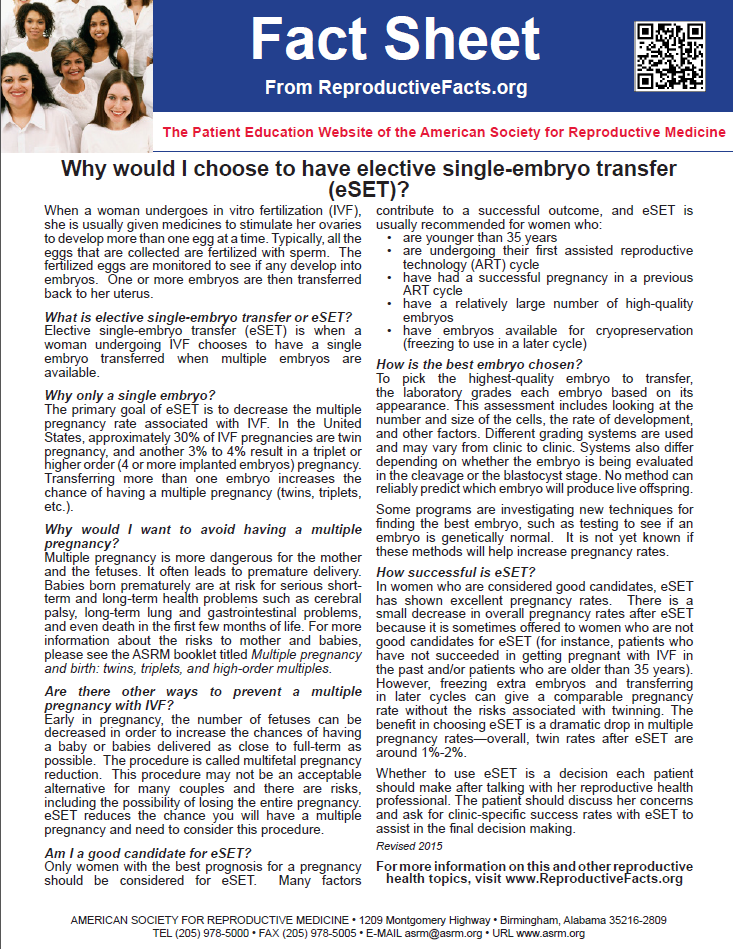 Fact Sheet
From ReproductiveFacts.org
The Patient Education Website of the American Society for Reproductive Medicine
Why would I choose to have elective single-embryo transfer
(eSET)?
When a woman undergoes in vitro fertilization (IVF),
she is usually given medicines to stimulate her ovaries
to develop more than one egg at a time. Typically, all the
eggs that are collected are fertilized with sperm. The
fertilized eggs are monitored to see if any develop into
embryos. One or more embryos are then transferred
back to her uterus.
What is elective single-embryo transfer or eSET?
Elective single-embryo transfer (eSET) is when a
woman undergoing IVF chooses to have a single
embryo transferred when multiple embryos are
available.
Why only a single embryo?
The primary goal of eSET is to decrease the multiple
pregnancy rate associated with IVF. In the United
States, approximately 30% of IVF pregnancies are twin
pregnancy, and another 3% to 4% result in a triplet or
higher order (4 or more implanted embryos) pregnancy.
Transferring more than one embryo increases the
chance of having a multiple pregnancy (twins, triplets,
etc.).
Why would I want to avoid having a multiple
pregnancy?
Multiple pregnancy is more dangerous for the mother
and the fetuses. It often leads to premature delivery.
Babies born prematurely are at risk for serious short-
term and long-term health problems such as cerebral
palsy, long-term lung and gastrointestinal problems,
and even death in the first few months of life. For more
information about the risks to mother and babies,
please see the ASRM booklet titled Multiple pregnancy
and birth: twins, triplets, and high-order multiples.
Are there other ways to prevent a multiple
pregnancy with IVF?
Early in pregnancy, the number of fetuses can be
decreased in order to increase the chances of having
a baby or babies delivered as close to full-term as
possible. The procedure is called multifetal pregnancy
reduction. This procedure may not be an acceptable
alternative for many couples and there are risks,
including the possibility of losing the entire pregnancy.
eSET reduces the chance you will have a multiple
pregnancy and need to consider this procedure.
Am I a good candidate for eSET?
Only women with the best prognosis for a pregnancy
should be considered for eSET. Many factors
contribute to a successful outcome, and eSET is
usually recommended for women who:
• are younger than 35 years
• are undergoing their first assisted reproductive
technology (ART) cycle
• have had a successful pregnancy in a previous
ART cycle
• have a relatively large number of high-quality
embryos
• have embryos available for cryopreservation
(freezing to use in a later cycle)
How is the best embryo chosen?
To pick the highest-quality embryo to transfer,
the laboratory grades each embryo based on its
appearance. This assessment includes looking at the
number and size of the cells, the rate of development,
and other factors. Different grading systems are used
and may vary from clinic to clinic. Systems also differ
depending on whether the embryo is being evaluated
in the cleavage or the blastocyst stage. No method can
reliably predict which embryo will produce live offspring.
Some programs are investigating new techniques for
finding the best embryo, such as testing to see if an
embryo is genetically normal. It is not yet known if
these methods will help increase pregnancy rates.
How successful is eSET?
In women who are considered good candidates, eSET
has shown excellent pregnancy rates. There is a
small decrease in overall pregnancy rates after eSET
because it is sometimes offered to women who are not
good candidates for eSET (for instance, patients who
have not succeeded in getting pregnant with IVF in
the past and/or patients who are older than 35 years).
However, freezing extra embryos and transferring
in later cycles can give a comparable pregnancy
rate without the risks associated with twinning. The
benefit in choosing eSET is a dramatic drop in multiple
pregnancy rates—overall, twin rates after eSET are
around 1%-2%.
Whether to use eSET is a decision each patient
should make after talking with her reproductive health
professional. The patient should discuss her concerns
and ask for clinic-specific success rates with eSET to
assist in the final decision making.
Revised 2015
For more information on this and other reproductive
health topics, visit www.ReproductiveFacts.org
AMERICAN SOCIETY FOR REPRODUCTIVE MEDICINE • 1209 Montgomery Highway • Birmingham, Alabama 35216-2809
TEL (205) 978-5000 • FAX (205) 978-5005 • E-MAIL asrm@asrm.org • URL www.asrm.org